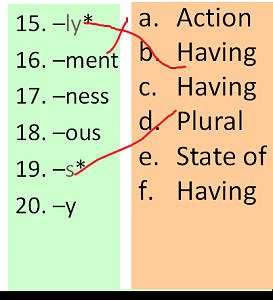 15. –ly*
16. –ment
17. –ness
18. –ous
19. –s*
20. –y
a. Action
b. Having
c. Having
d. Plural
e. State of
f. Having